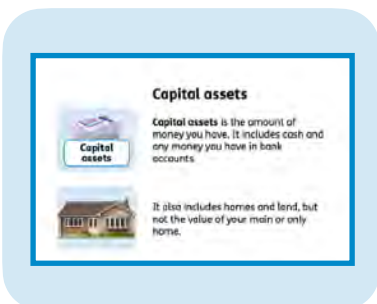 Capital assets
Capital assets is the amount of
money you have. It includes cash and
any money you have in bank
accounts.
Capital
assets
It also includes homes and land, but
not the value of your main or only
home.